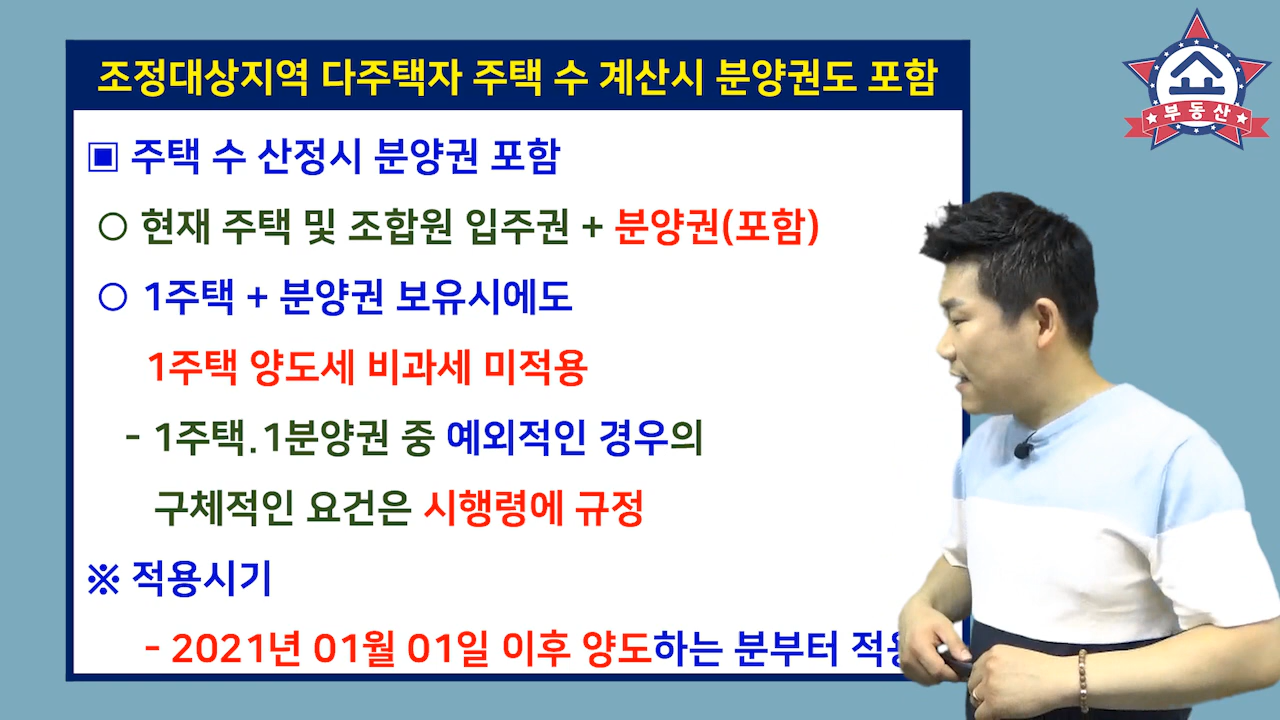 조정대상지역 다주택자 주택 수 계산시 분양권도 포함
▣ 주택 수 산정시 분양권 포함
○ 현재 주택 및 조합원 입주권 + 분양권(포함)
○ 1주택 + 분양권 보유시에도
1주택 양도세 비과세 미적용
- 1주택.1분양권 중 예외적인 경우의
구체적인 요건은 시행령에 규정
※ 적용시기
- 2021년 01월 01일 이후 양도하는 분부터 적용
쇼
부동산